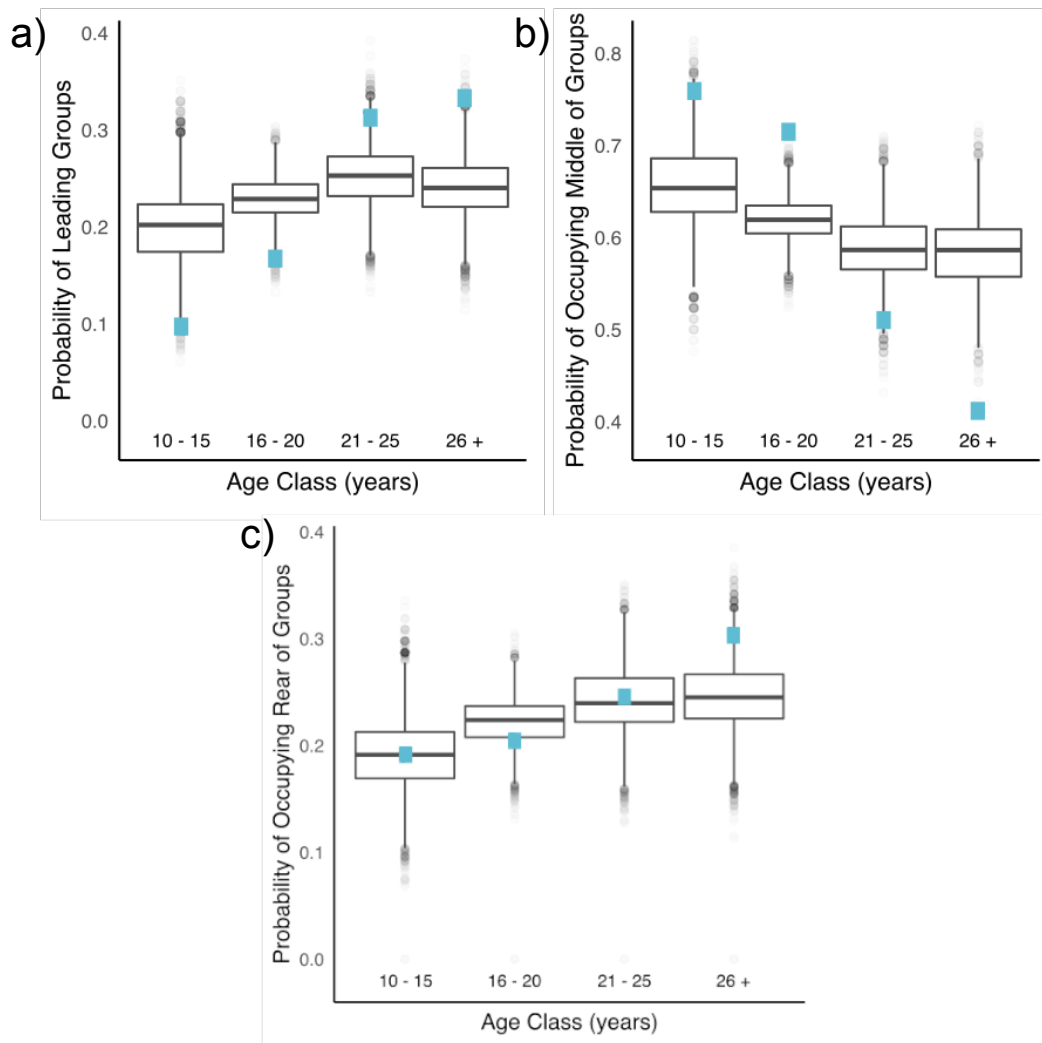 a)
Probability of Leading Groups
0.4
0.3
0.2
0.1
0.0
10 - 15 16 - 20 21 - 25 26 +
Age Class (years)
b)
Probability of Occupying Middle of Groups
0.8
0.7
0.6
0.5
0.4
10 - 15 16 - 20 21 - 25 26 +
Age Class (years)
c)
Probability of Occupying Rear of Groups
0.4
0.3
0.2
0.1
0.0
10 - 15 16 - 20 21 - 25 26 +
Age Class (years)